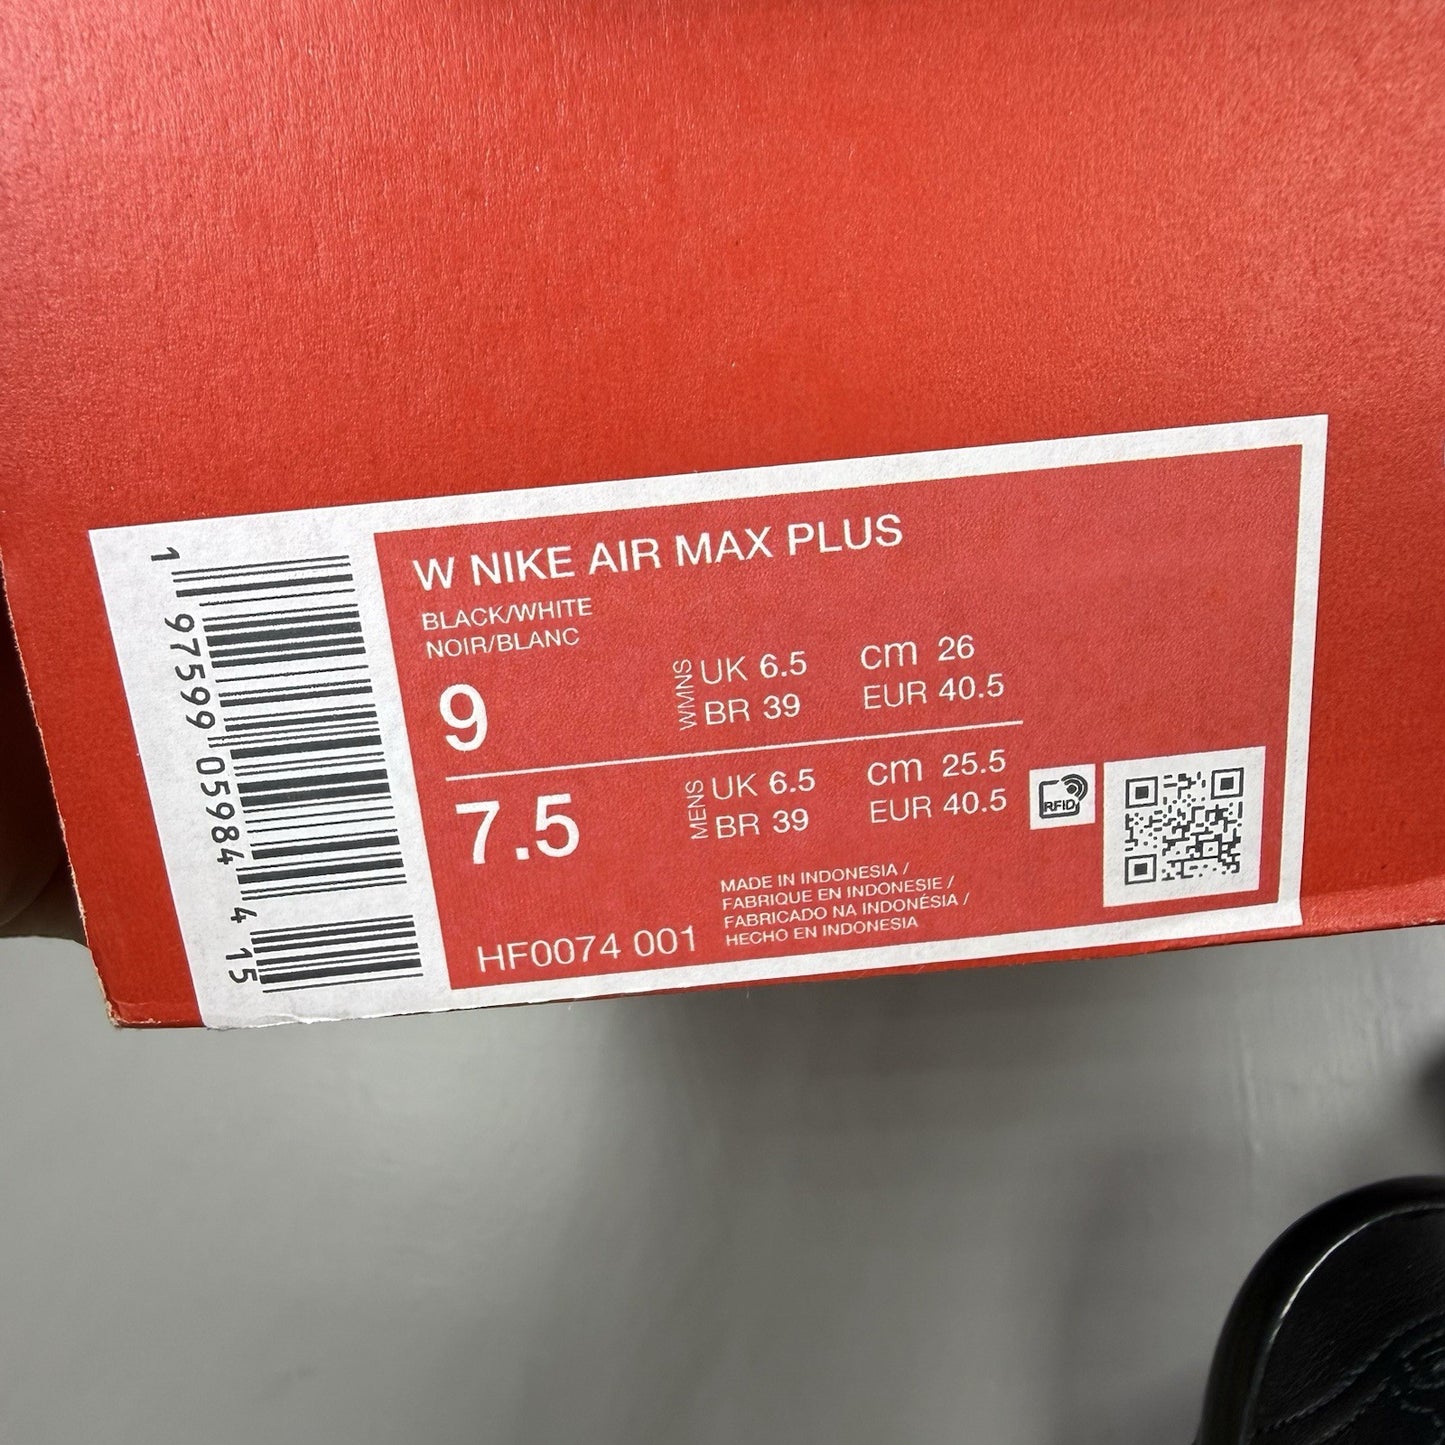 W NIKE AIR MAX PLUS
BLACK/WHITE
NOIR/BLANC
9
WMNS
UK 6.5
cm 26
BR 39
EUR 40.5
7.5
MENS
UK 6.5
cm 25.5
BR 39
EUR 40.5
RFID
MADE IN INDONESIA /
FABRIQUE EN INDONESIE /
FABRICADO NA INDONÉSIA /
HECHO EN INDONESIA
HF0074 001
1 97599 05984 4 15